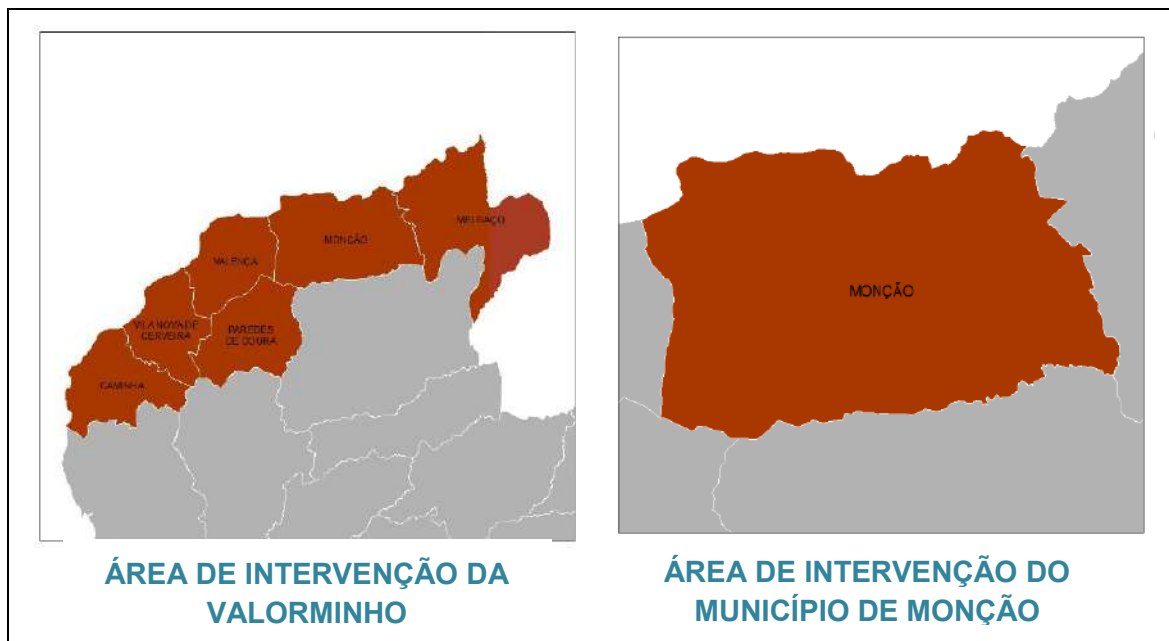 MELGAÇO
MONÇÃO
VALENÇA
VILA NOVA DE
CERVEIRA
PAREDES
DE COURA
CAMINHA
ÁREA DE INTERVENÇÃO DA
VALORMINHO
MONÇÃO
ÁREA DE INTERVENÇÃO DO
MUNICÍPIO DE MONÇÃO